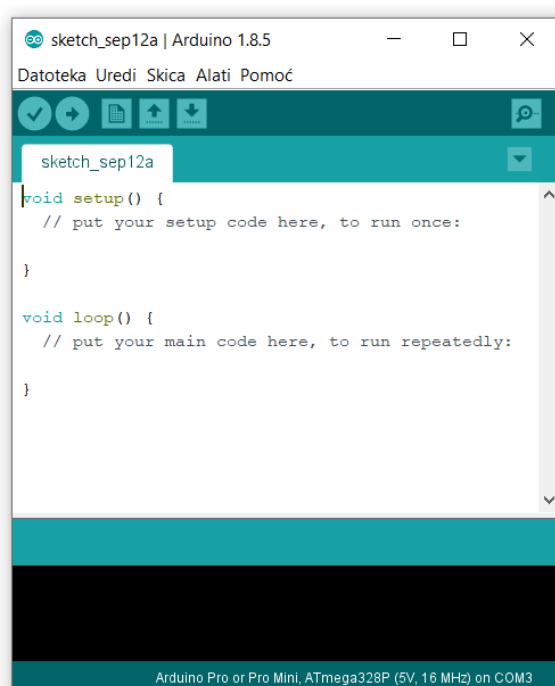 sketch_sep12a | Arduino 1.8.5
Datoteka Uredi Skica Alati Pomoć
sketch_sep12a
void setup() {
// put your setup code here, to run once:
}
void loop() {
// put your main code here, to run repeatedly:
}
Arduino Pro or Pro Mini, ATmega328P (5V, 16 MHz) on COM3